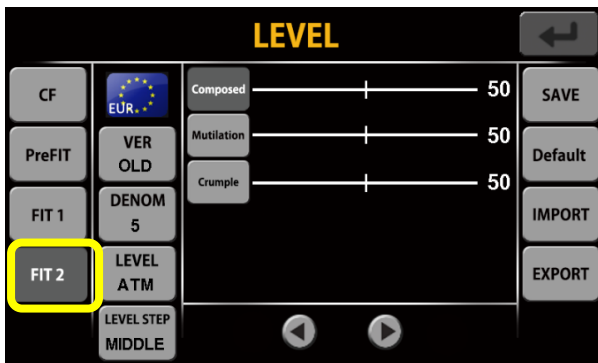 LEVEL
CF
PreFIT
FIT 1
FIT 2
EUR
VER
OLD
DENOM
5
LEVEL
ATM
LEVEL STEP
MIDDLE
Composed 50
Mutilation 50
Crumple 50
SAVE
Default
IMPORT
EXPORT